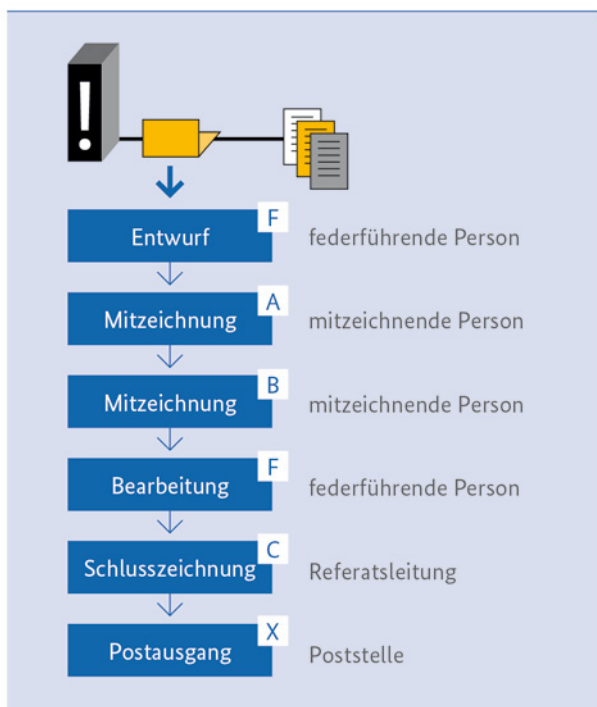 Entwurf F federführende Person
Mitzeichnung A mitzeichnende Person
Mitzeichnung B mitzeichnende Person
Bearbeitung F federführende Person
Schlusszeichnung C Referatsleitung
Postausgang X Poststelle